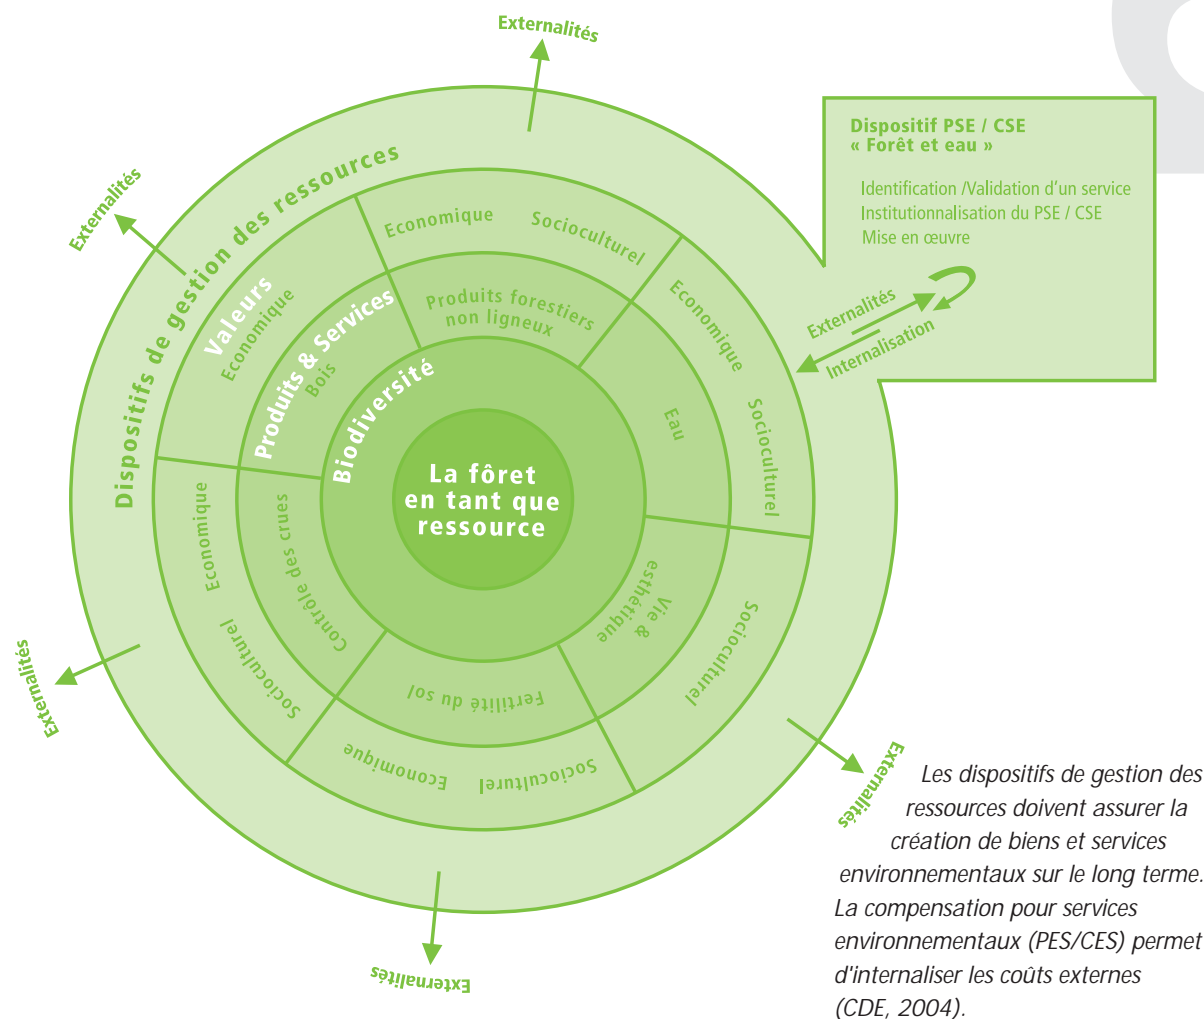 Externalités
Externalités
Dispositifs de gestion des ressources
Valeurs
Economique
Produits & Services
Bois
Biodiversité
La fôret
en tant que
ressource
Economique
Socioculturel
Produits forestiers
non ligneux
Economique
Socioculturel
Eau
Socioculturel
Vie &
esthétique
Socioculturel
Economique
Fertilité du sol
Economique
Socioculturel
Contrôle des crues
Dispositif PSE / CSE
« Forêt et eau »
Identification /Validation d’un service
Institutionnalisation du PSE / CSE
Mise en œuvre
Externalités
Internalisation
Externalités
Externalités
Externalités
Les dispositifs de gestion des
ressources doivent assurer la
création de biens et services
environnementaux sur le long terme.
La compensation pour services
environnementaux (PES/CES) permet
d'internaliser les coûts externes
(CDE, 2004).